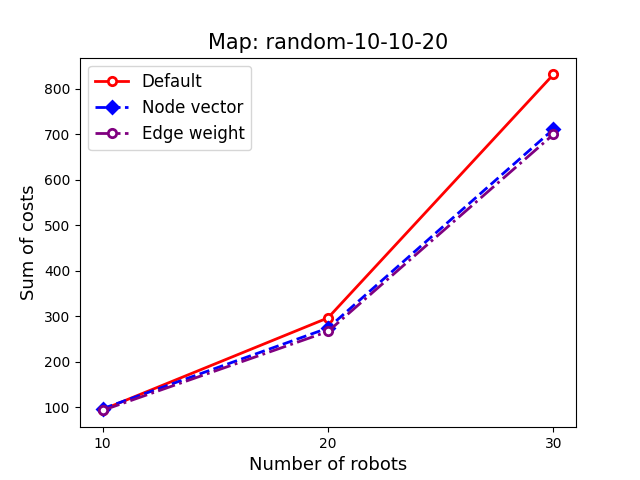 Map: random-10-10-20
Default
Node vector
Edge weight
800
700
600
500
400
300
200
100
Sum of costs
10 20 30
Number of robots